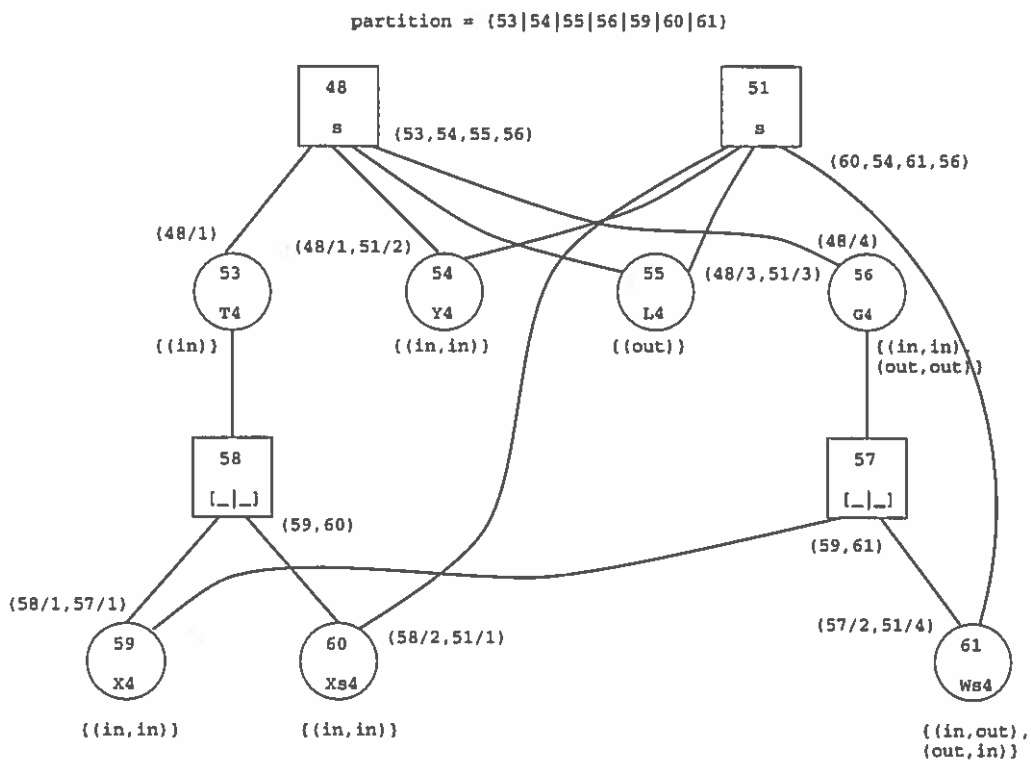 partition = {53|54|55|56|59|60|61}
48
s
51
s
(53,54,55,56)
(60,54,61,56)
(48/1)
(48/1,51/2)
(48/4)
53
T4
54
Y4
55
L4
(48/3,51/3)
56
G4
{(in)}
{(in,in)}
{(out)}
{(in,in),
(out,out)}
58
[_|_]
57
[_|_]
(59,60)
(59,61)
(58/1,57/1)
59
X4
60
Xs4
(58/2,51/1)
(57/2,51/4)
61
Ws4
{(in,in)}
{(in,in)}
{(in,out),
(out,in)}